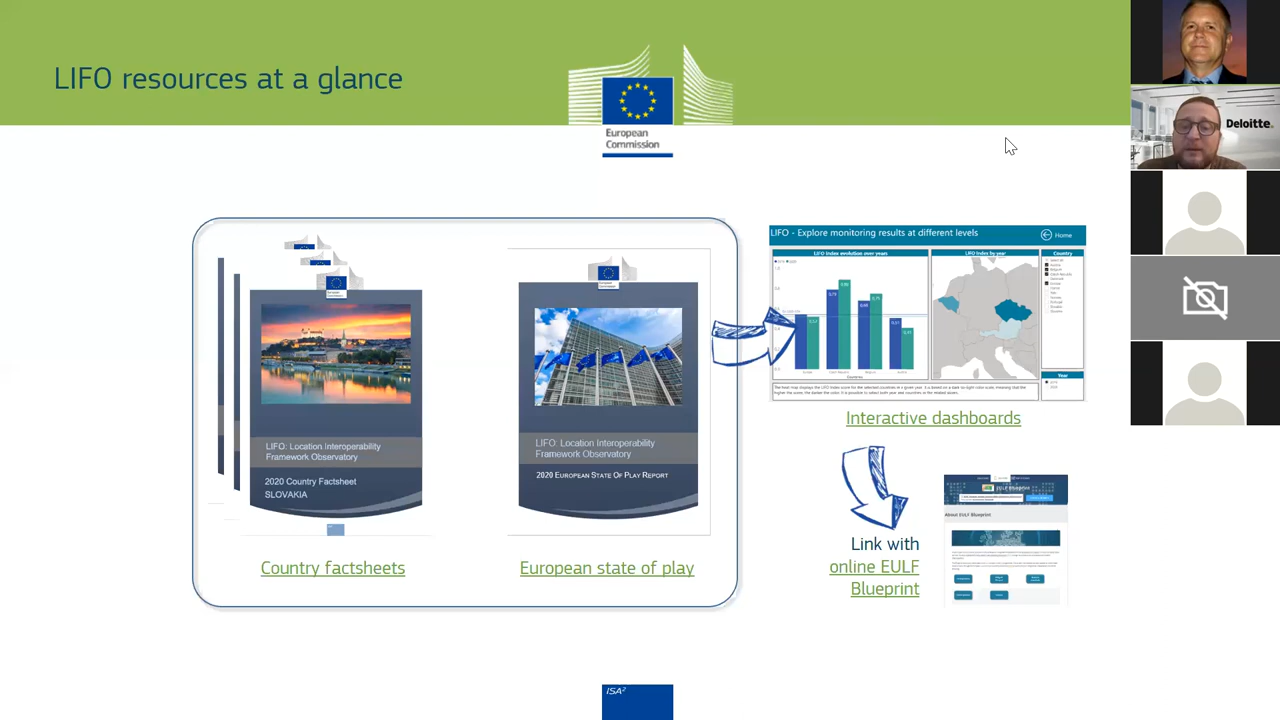 LIFO resources at a glance
European
Commission
Deloitte.
LIFO: Location Interoperability
Framework Observatory
2020 Country Factsheet
SLOVAKIA
Country factsheets
LIFO: Location Interoperability
Framework Observatory
2020 EUROPEAN STATE OF PLAY REPORT
European state of play
LIFO - Explore monitoring results at different levels
Home
LIFO Index evolution over years
LIFO Index by year
Country
Year
Interactive dashboards
Link with
online EULF
Blueprint
EULF Blueprint
About EULF Blueprint
ISA²